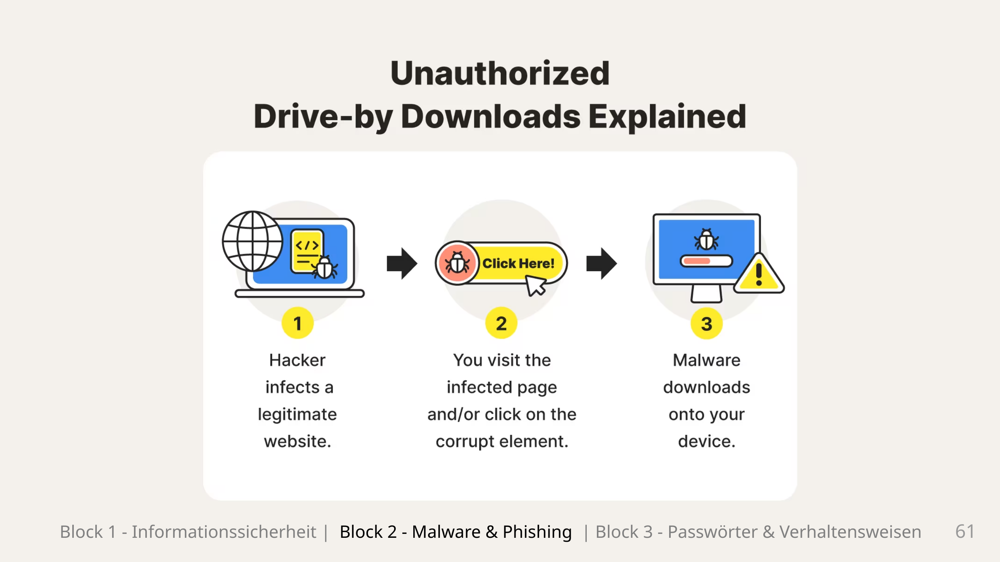 Unauthorized
Drive-by Downloads Explained
</>
Click Here!
1
2
3
Hacker
infects a
legitimate
website.
You visit the
infected page
and/or click on the
corrupt element.
Malware
downloads
onto your
device.
Block 1 - Informationssicherheit | Block 2 - Malware & Phishing | Block 3 - Passwörter & Verhaltensweisen 61